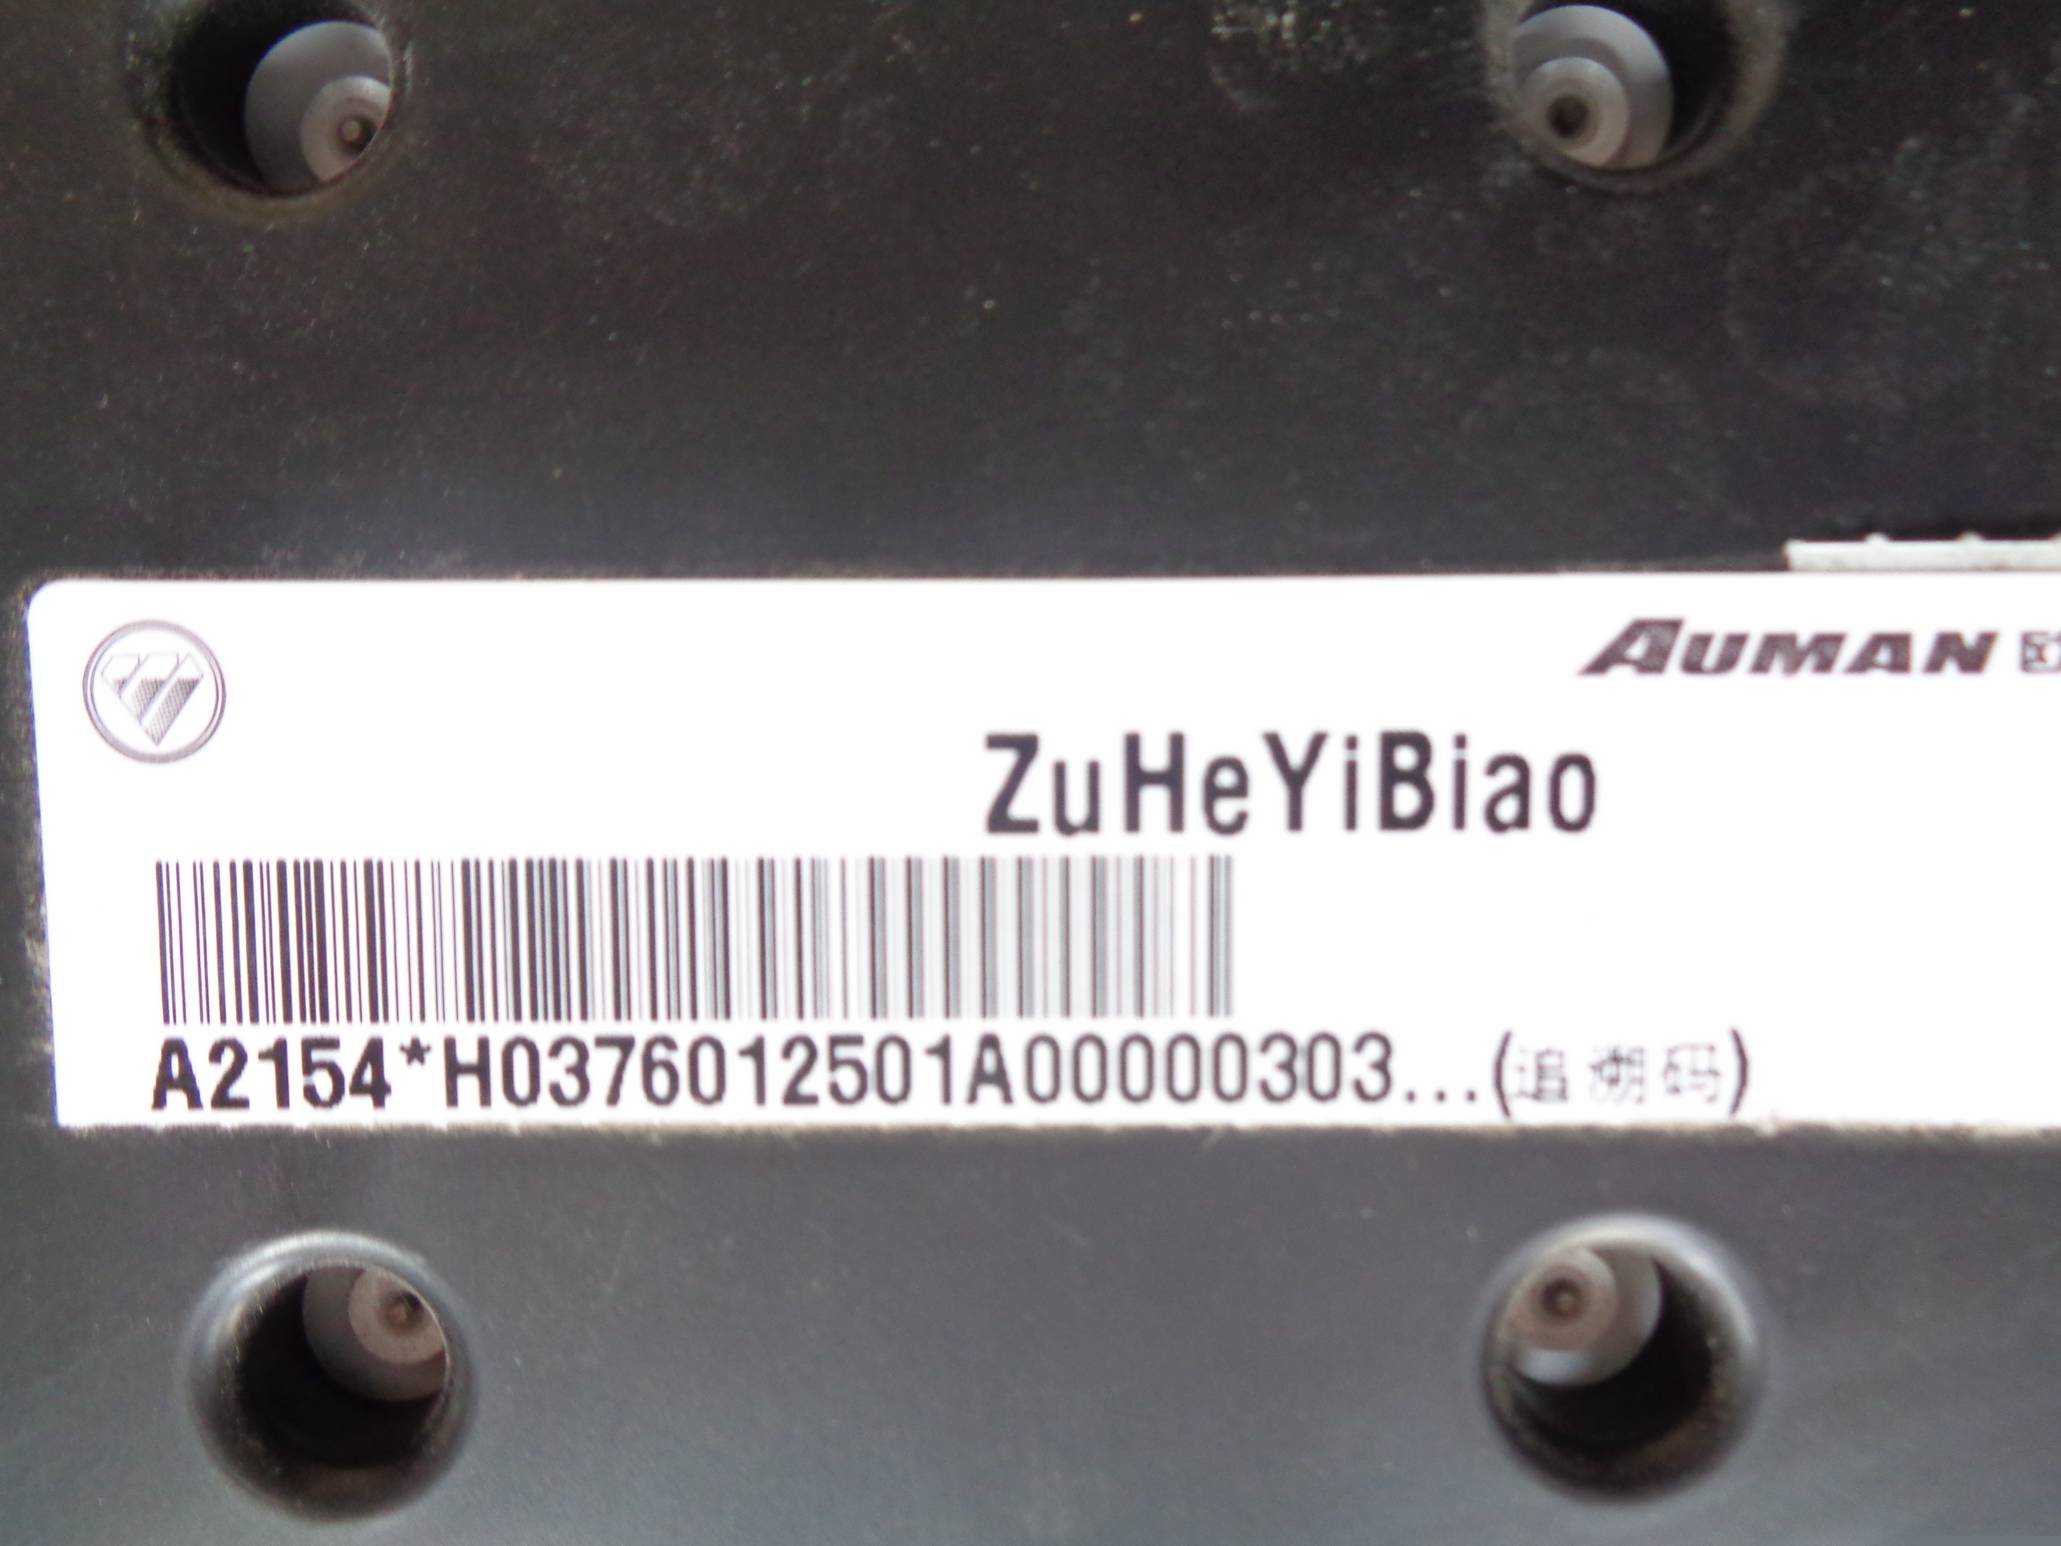 AUMAN
ZuHeYiBiao
A2154*H0376012501A00000303...(追溯码)